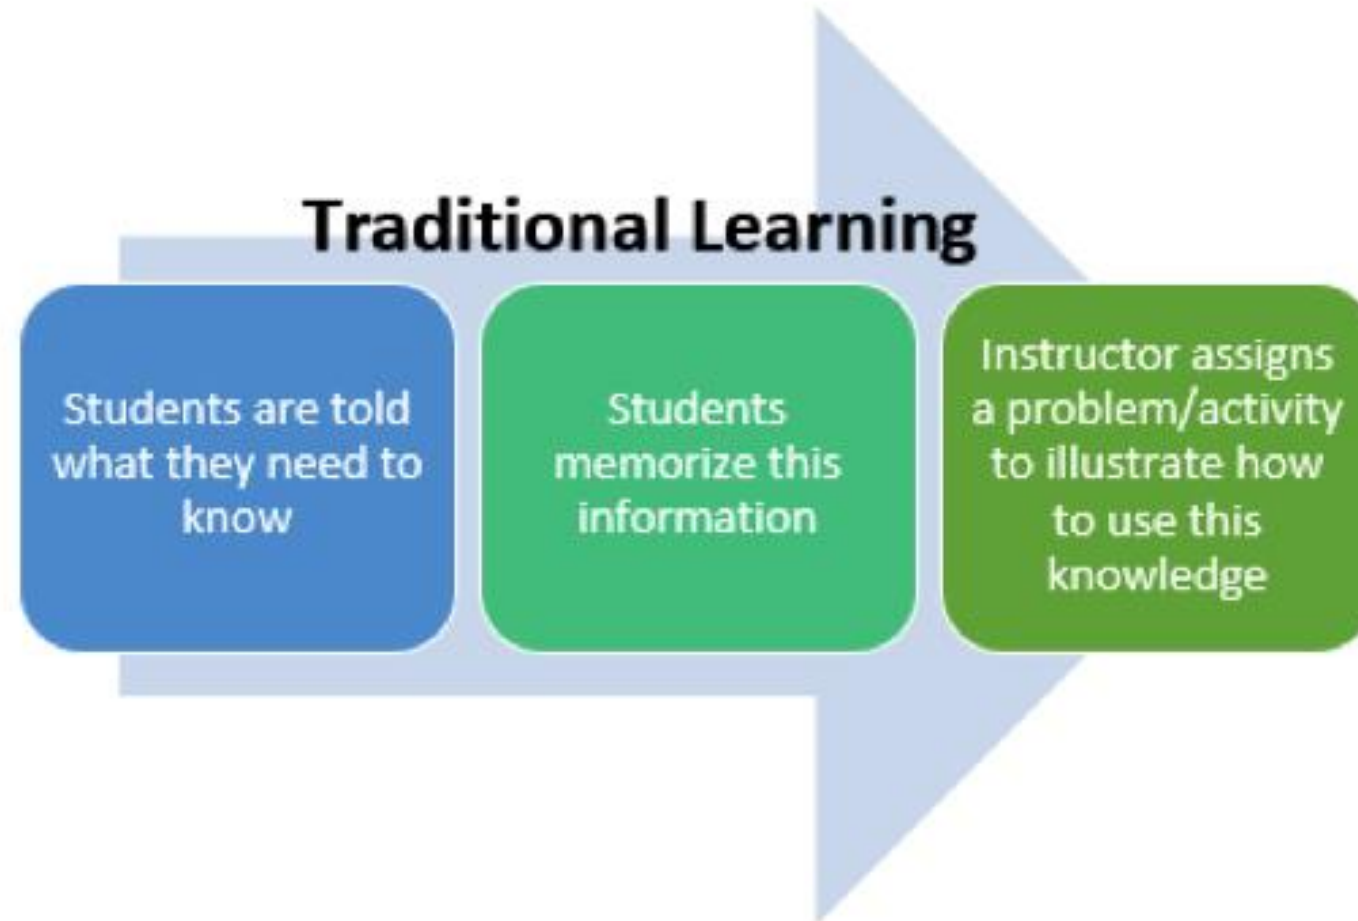 Traditional Learning
Students are told
what they need to
know
Students
memorize this
information
Instructor assigns
a problem/activity
to illustrate how
to use this
knowledge